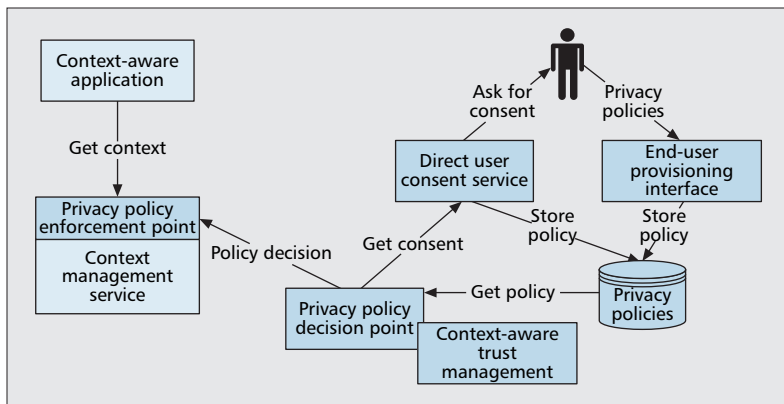 Context-aware
application
Ask for
consent
Privacy
policies
Get context
Direct user
consent service
End-user
provisioning
interface
Privacy policy
enforcement point
Context
management
service
Policy decision
Get consent
Store
policy
Store
policy
Privacy policy
decision point
Get policy
Privacy
policies
Context-aware
trust
management